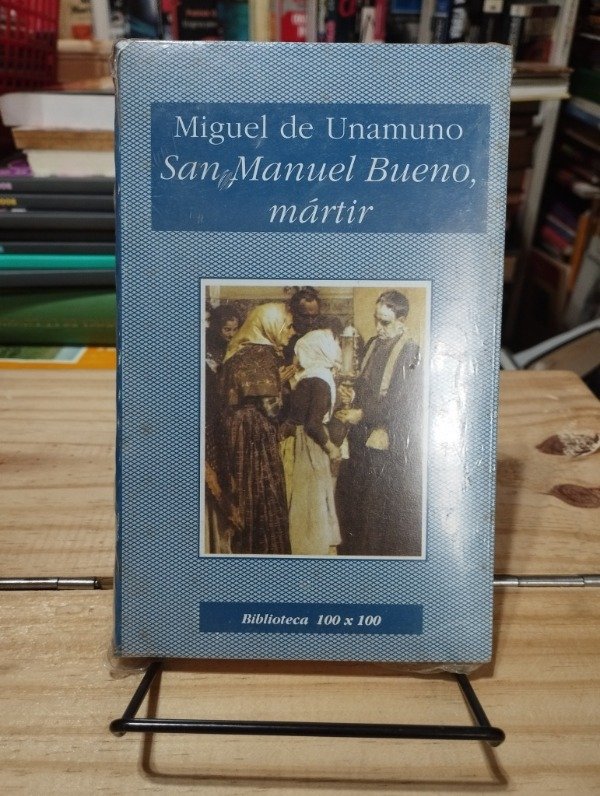 Miguel de Unamuno
San Manuel Bueno,
mártir
Biblioteca 100 x 100